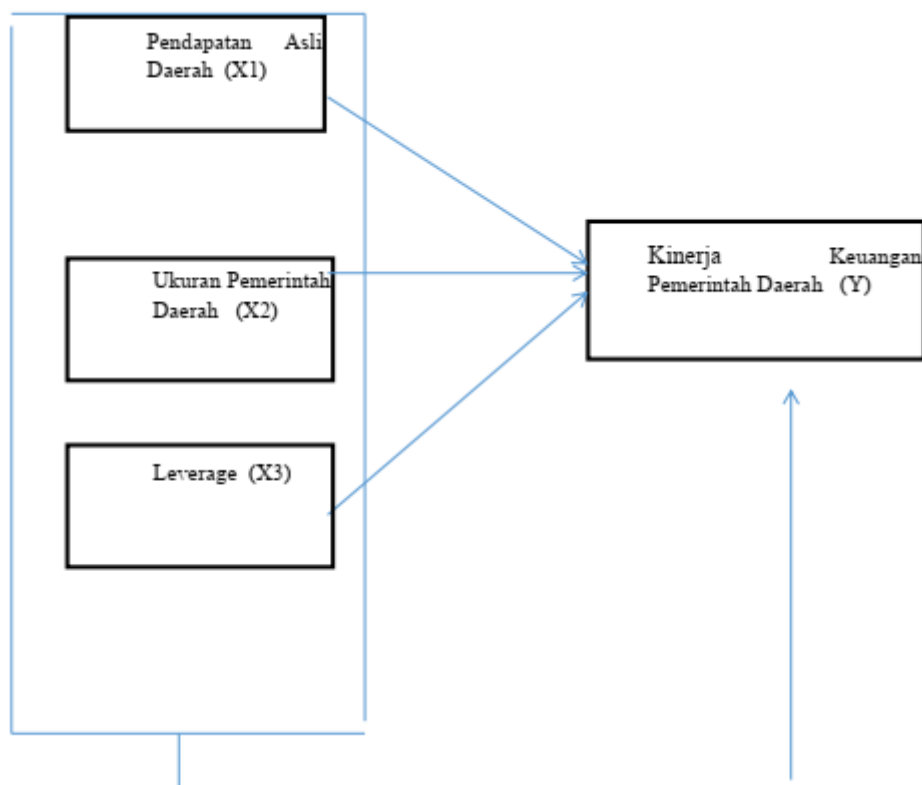 Pendapatan Asli
Daerah (X1)
Ukuran Pemerintah
Daerah (X2)
Leverage (X3)
Kinerja Keuangan
Pemerintah Daerah (Y)